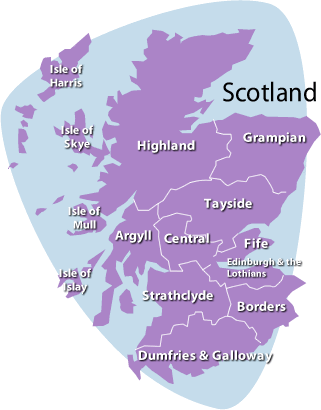 Isle of
Harris
Scotland
Isle of
Skye
Highland
Grampian
Tayside
Isle of
Mull
Argyll
Central
Fife
Edinburgh & the
Lothians
Isle of
Islay
Strathclyde
Borders
Dumfries & Galloway